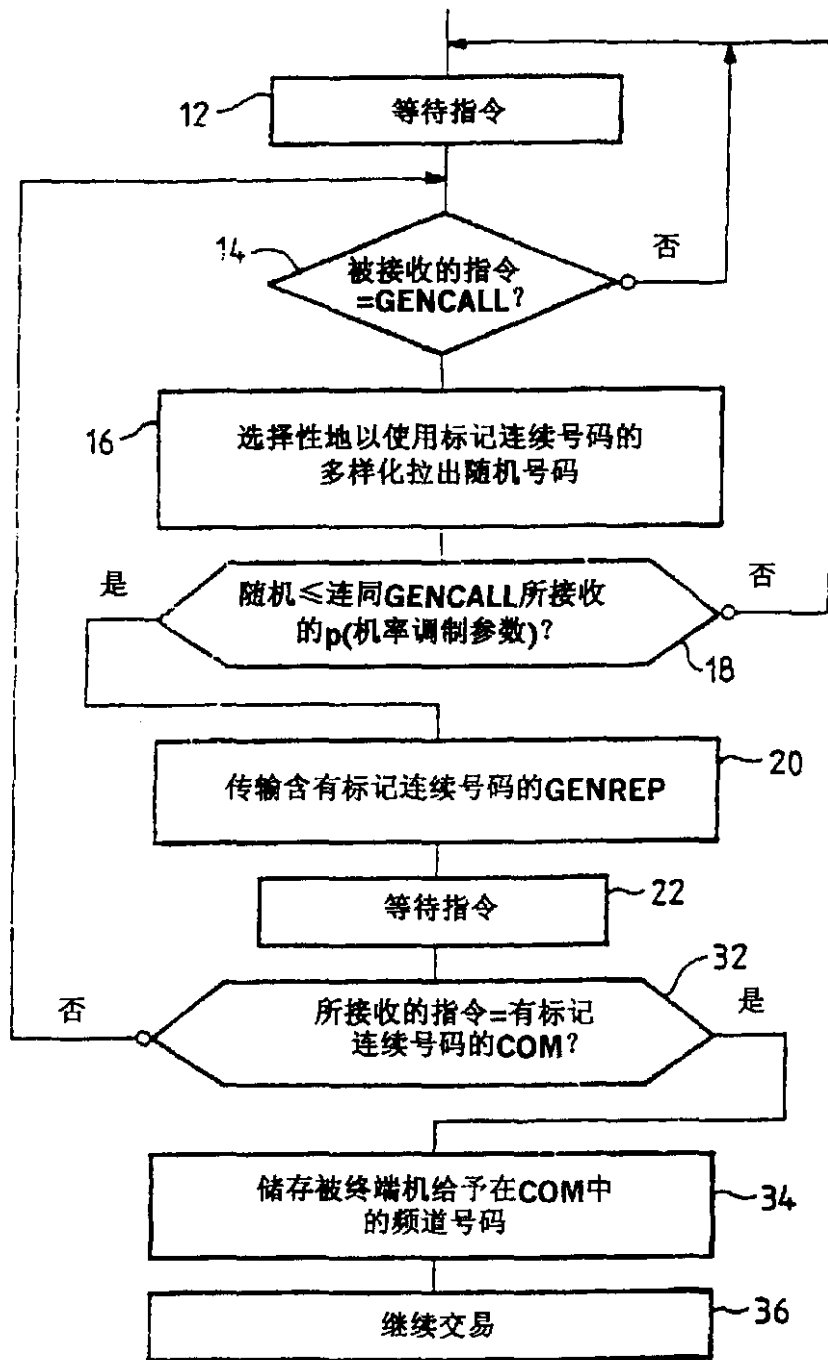 12
等待指令
14
否
被接收的指令
=GENCALL?
16
选择性地以使用标记连续号码的
多样化拉出随机号码
是
否
随机≤连同GENCALL所接收
的p(机率调制参数)?
18
传输含有标记连续号码的GENREP
20
等待指令
22
32
否
是
所接收的指令=有标记
连续号码的COM?
储存被终端机给予在COM中
的频道号码
34
继续交易
36